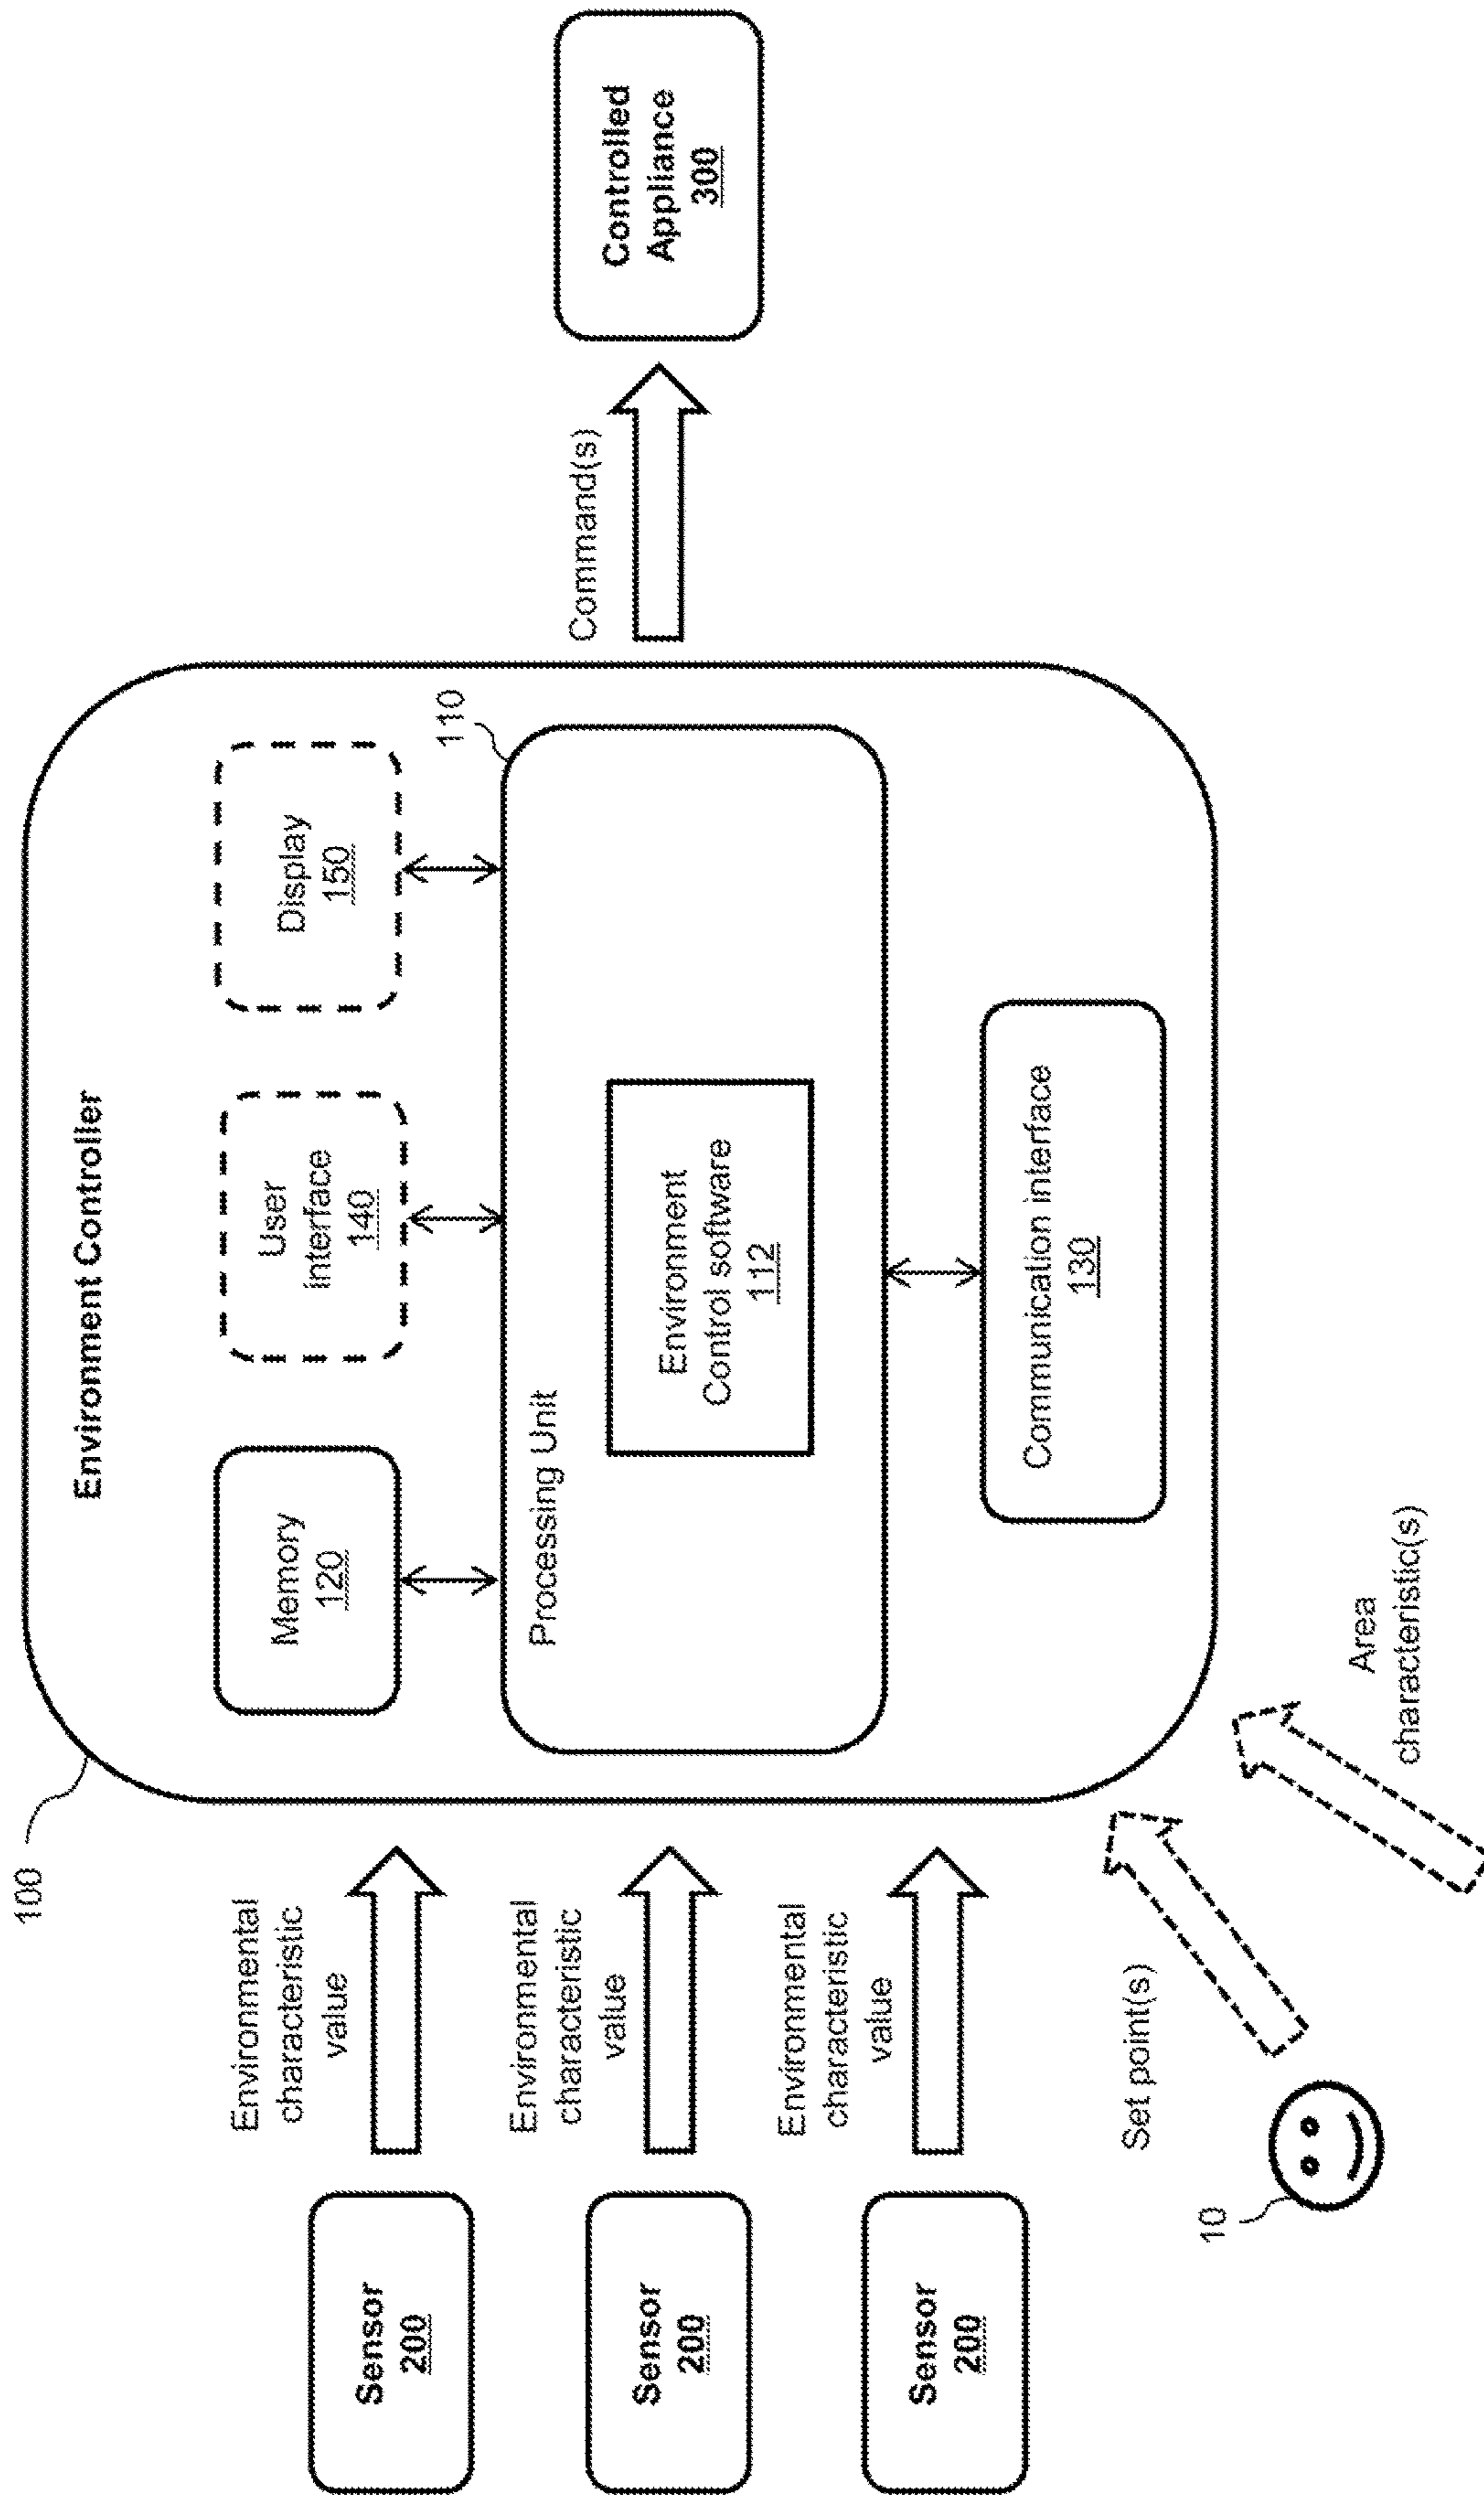 100
Environment Controller
Memory
120
User
interface
140
Display
150
110
Processing Unit
Environment
Control software
112
Communication interface
130
Sensor
200
Environmental
characteristic
value
Sensor
200
Environmental
characteristic
value
Sensor
200
Environmental
characteristic
value
10
Set point(s)
Area
characteristic(s)
Command(s)
Controlled
Appliance
300